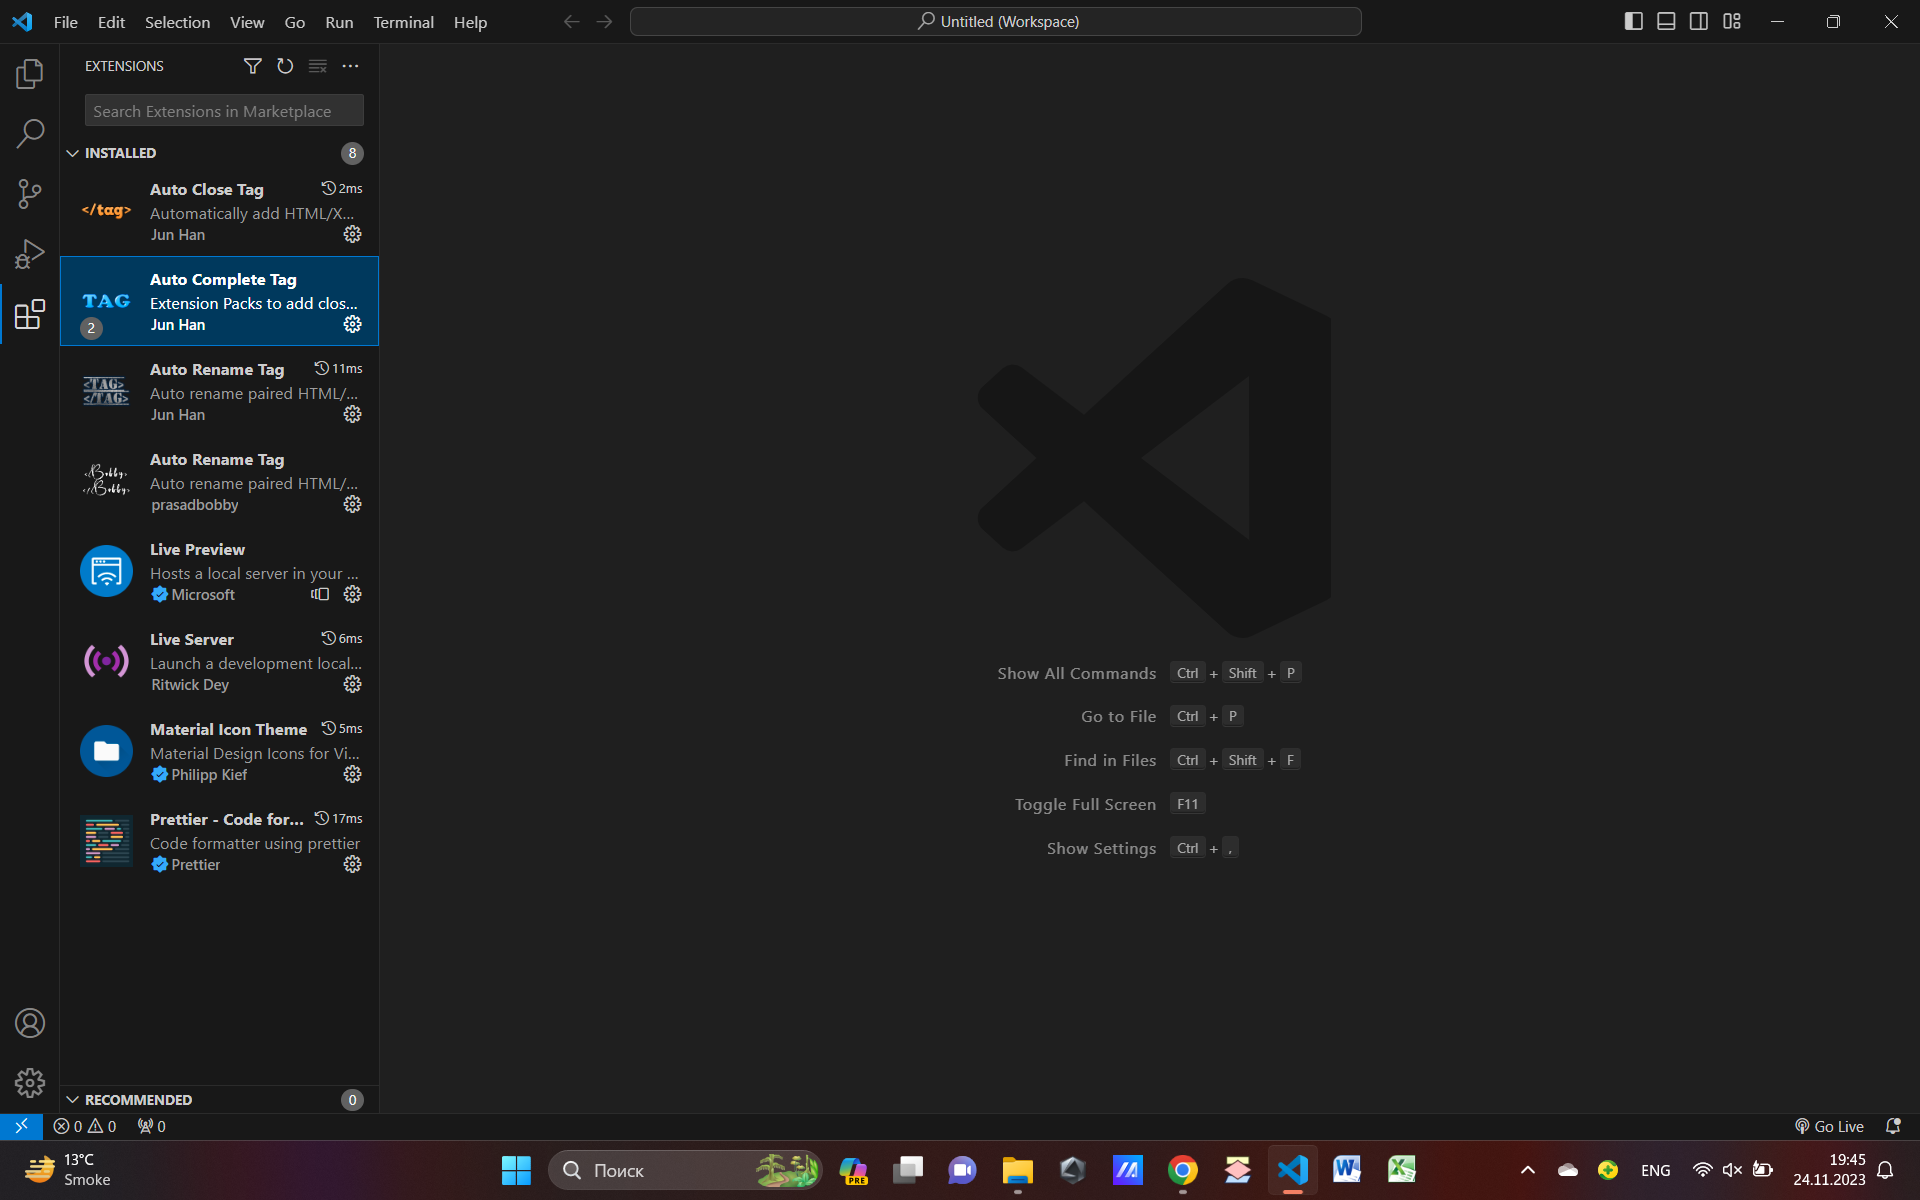 File Edit Selection View Go Run Terminal Help
Untitled (Workspace)
EXTENSIONS
Search Extensions in Marketplace
INSTALLED 8
</tag>
Auto Close Tag 2ms
Automatically add HTML/X...
Jun Han
TAG
2
Auto Complete Tag
Extension Packs to add clos...
Jun Han
<TAG>
</TAG>
Auto Rename Tag 11ms
Auto rename paired HTML/...
Jun Han
<Bobby>
</Bobby>
Auto Rename Tag
Auto rename paired HTML/...
prasadbobby
Live Preview
Hosts a local server in your ...
Microsoft
Live Server 6ms
Launch a development local...
Ritwick Dey
Material Icon Theme 5ms
Material Design Icons for Vi...
Philipp Kief
Prettier - Code for... 17ms
Code formatter using prettier
Prettier
Show All Commands Ctrl + Shift + P
Go to File Ctrl + P
Find in Files Ctrl + Shift + F
Toggle Full Screen F11
Show Settings Ctrl + ,
RECOMMENDED 0
0 0 0
Go Live
13°C
Smoke
Поиск
PRE
ENG
19:45
24.11.2023